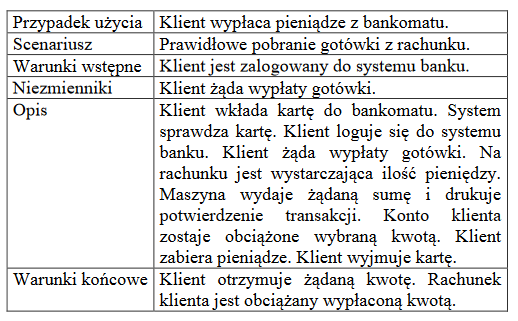 Przypadek użycia Klient wypłaca pieniądze z bankomatu.
Scenariusz Prawidłowe pobranie gotówki z rachunku.
Warunki wstępne Klient jest zalogowany do systemu banku.
Niezmienniki Klient żąda wypłaty gotówki.
Opis Klient wkłada kartę do bankomatu. System
sprawdza kartę. Klient loguje się do systemu
banku. Klient żąda wypłaty gotówki. Na
rachunku jest wystarczająca ilość pieniędzy.
Maszyna wydaje żądaną sumę i drukuje
potwierdzenie transakcji. Konto klienta
zostaje obciążone wybraną kwotą. Klient
zabiera pieniądze. Klient wyjmuje kartę.
Warunki końcowe Klient otrzymuje żądaną kwotę. Rachunek
klienta jest obciążany wypłaconą kwotą.